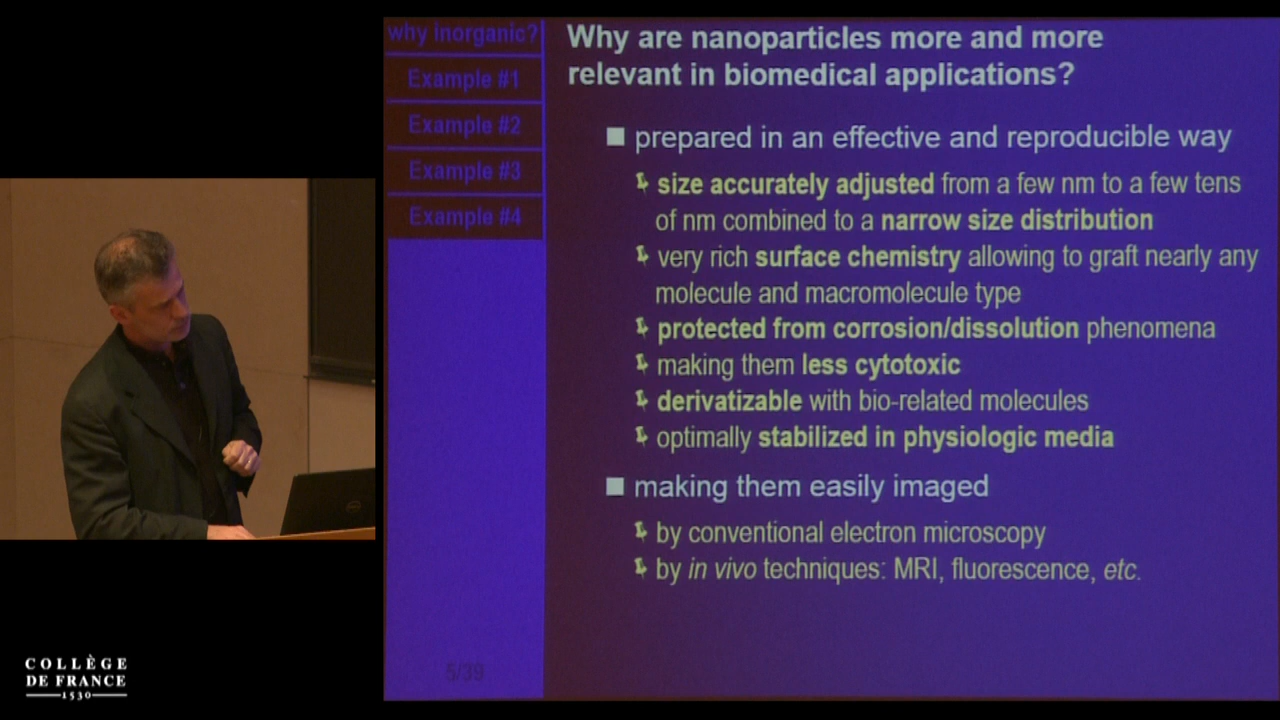 why inorganic?
Example #1
Example #2
Example #3
Example #4
Why are nanoparticles more and more
relevant in biomedical applications?
prepared in an effective and reproducible way
size accurately adjusted from a few nm to a few tens
of nm combined to a narrow size distribution
very rich surface chemistry allowing to graft nearly any
molecule and macromolecule type
protected from corrosion/dissolution phenomena
making them less cytotoxic
derivatizable with bio-related molecules
optimally stabilized in physiologic media
making them easily imaged
by conventional electron microscopy
by in vivo techniques: MRI, fluorescence, etc.
5/39
COLLÈGE
DE FRANCE
1530